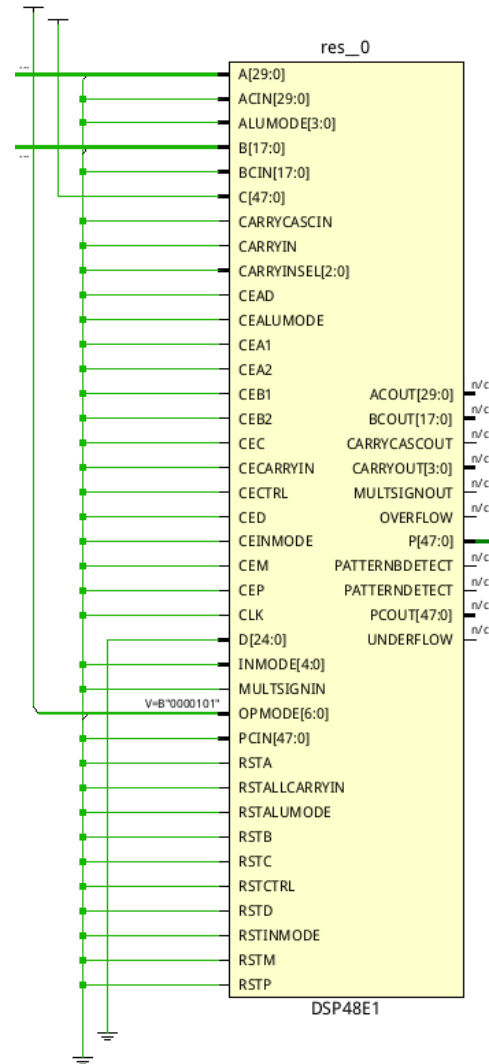 res__0
A[29:0]
ACIN[29:0]
ALUMODE[3:0]
B[17:0]
BCIN[17:0]
C[47:0]
CARRYCASCIN
CARRYIN
CARRYINSEL[2:0]
CEAD
CEALUMODE
CEA1
CEA2
CEB1
CEB2
CEC
CECARRYIN
CECTRL
CED
CEINMODE
CEM
CEP
CLK
D[24:0]
INMODE[4:0]
MULTSIGNIN
V=B"0000101"
OPMODE[6:0]
PCIN[47:0]
RSTA
RSTALLCARRYIN
RSTALUMODE
RSTB
RSTC
RSTCTRL
RSTD
RSTINMODE
RSTM
RSTP
ACOUT[29:0] n/c
BCOUT[17:0] n/c
CARRYCASCOUT n/c
CARRYOUT[3:0] n/c
MULTSIGNOUT n/c
OVERFLOW n/c
P[47:0]
PATTERNBDETECT n/c
PATTERNDETECT n/c
PCOUT[47:0] n/c
UNDERFLOW n/c
DSP48E1